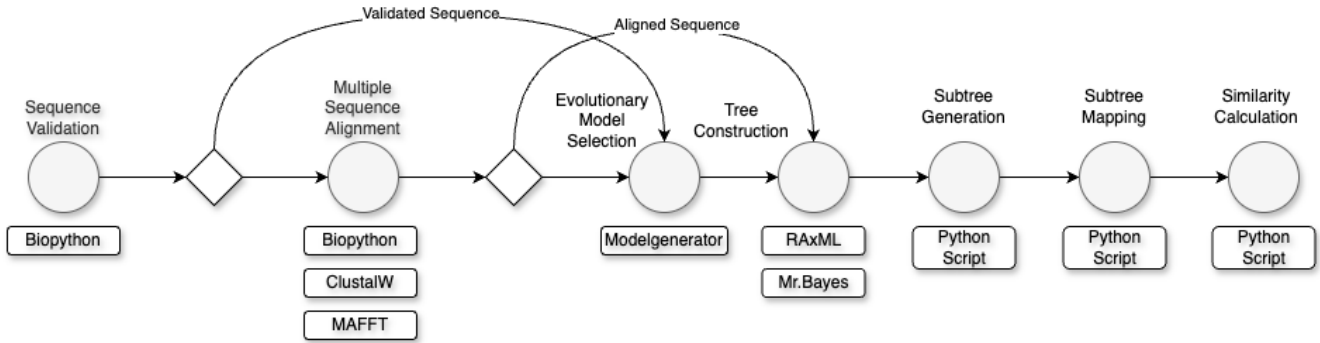 Validated Sequence
Aligned Sequence
Sequence
Validation
Multiple
Sequence
Alignment
Evolutionary
Model
Selection
Tree
Construction
Subtree
Generation
Subtree
Mapping
Similarity
Calculation
Biopython
Biopython
ClustalW
MAFFT
Modelgenerator
RAxML
Mr.Bayes
Python
Script
Python
Script
Python
Script